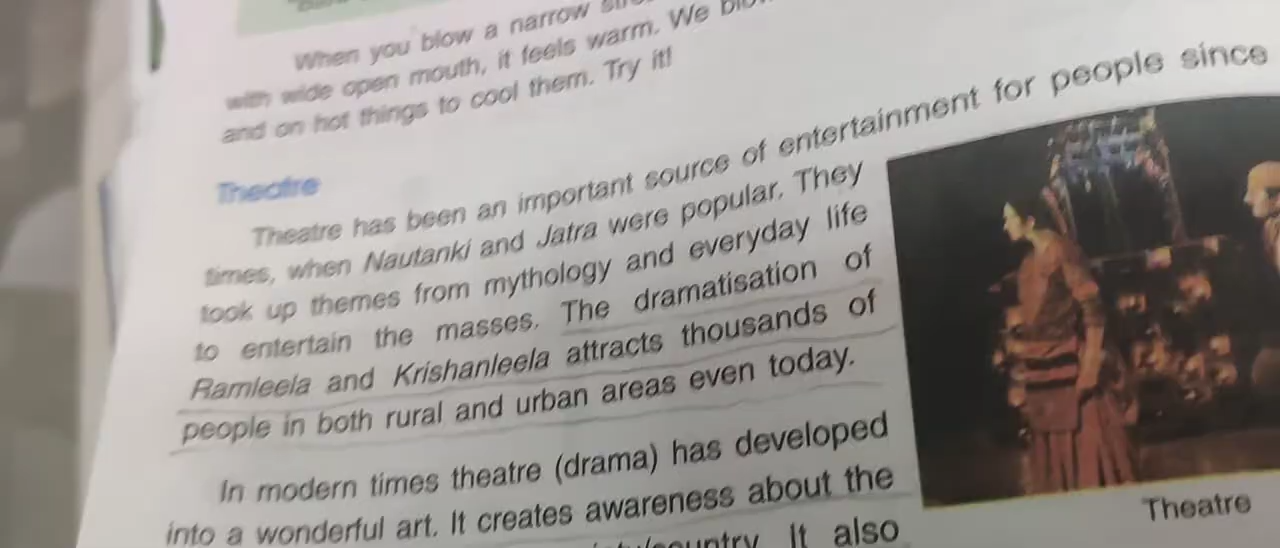 When you blow a narrow
with wide open mouth, it feels warm. We
and on hot things to cool them. Try it!
Theatre
Theatre has been an important source of entertainment for people since
times, when Nautanki and Jatra were popular. They
took up themes from mythology and everyday life
to entertain the masses. The dramatisation of
Ramleela and Krishanleela attracts thousands of
people in both rural and urban areas even today.
In modern times theatre (drama) has developed
into a wonderful art. It creates awareness about the
It also
Theatre